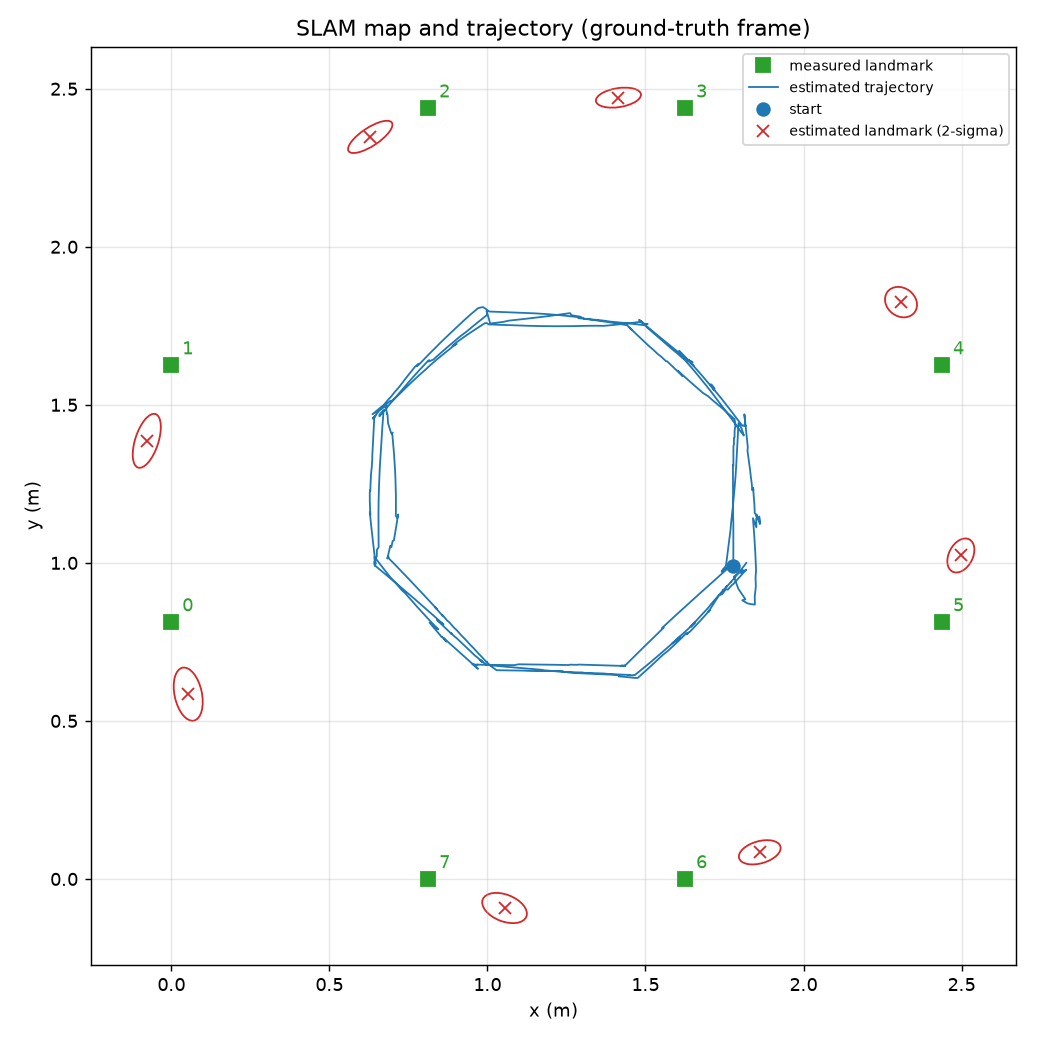 SLAM map and trajectory (ground-truth frame)
measured landmark
estimated trajectory
start
estimated landmark (2-sigma)
2
3
1
4
0
5
7
6
2.5
2.0
1.5
1.0
0.5
0.0
y (m)
0.0 0.5 1.0 1.5 2.0 2.5
x (m)